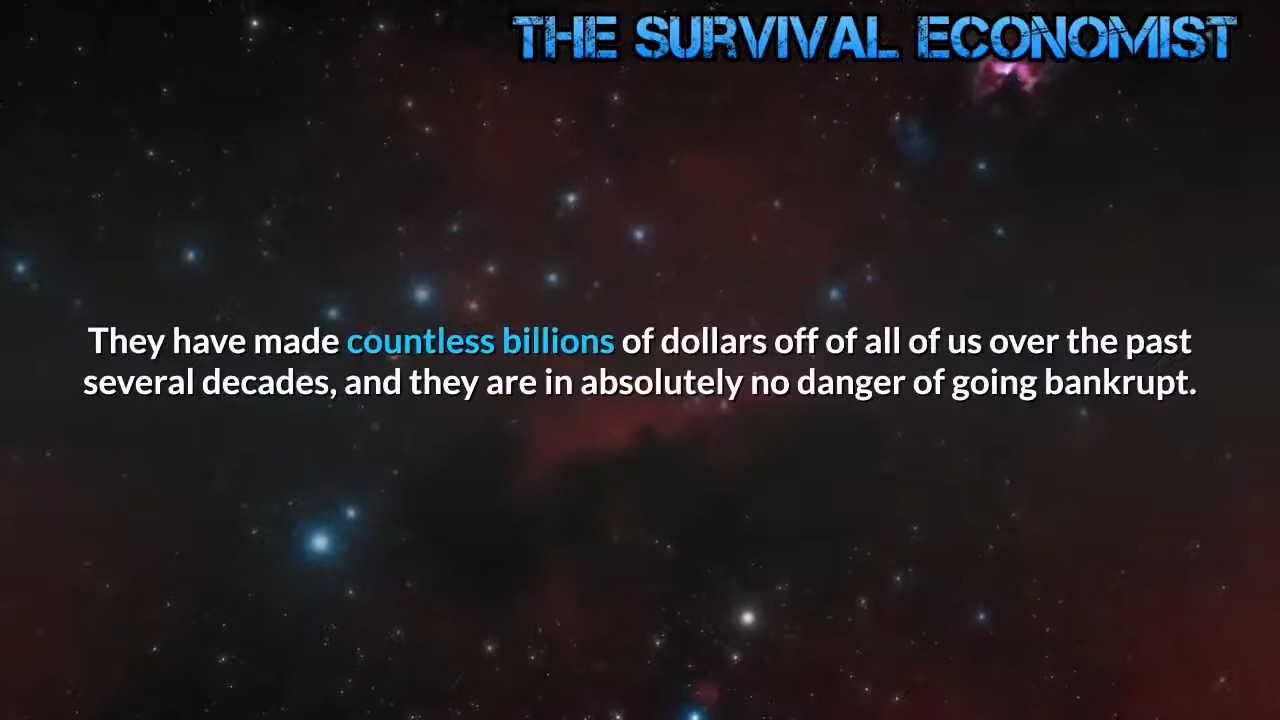 THE SURVIVAL ECONOMIST
They have made countless billions of dollars off of all of us over the past
several decades, and they are in absolutely no danger of going bankrupt.